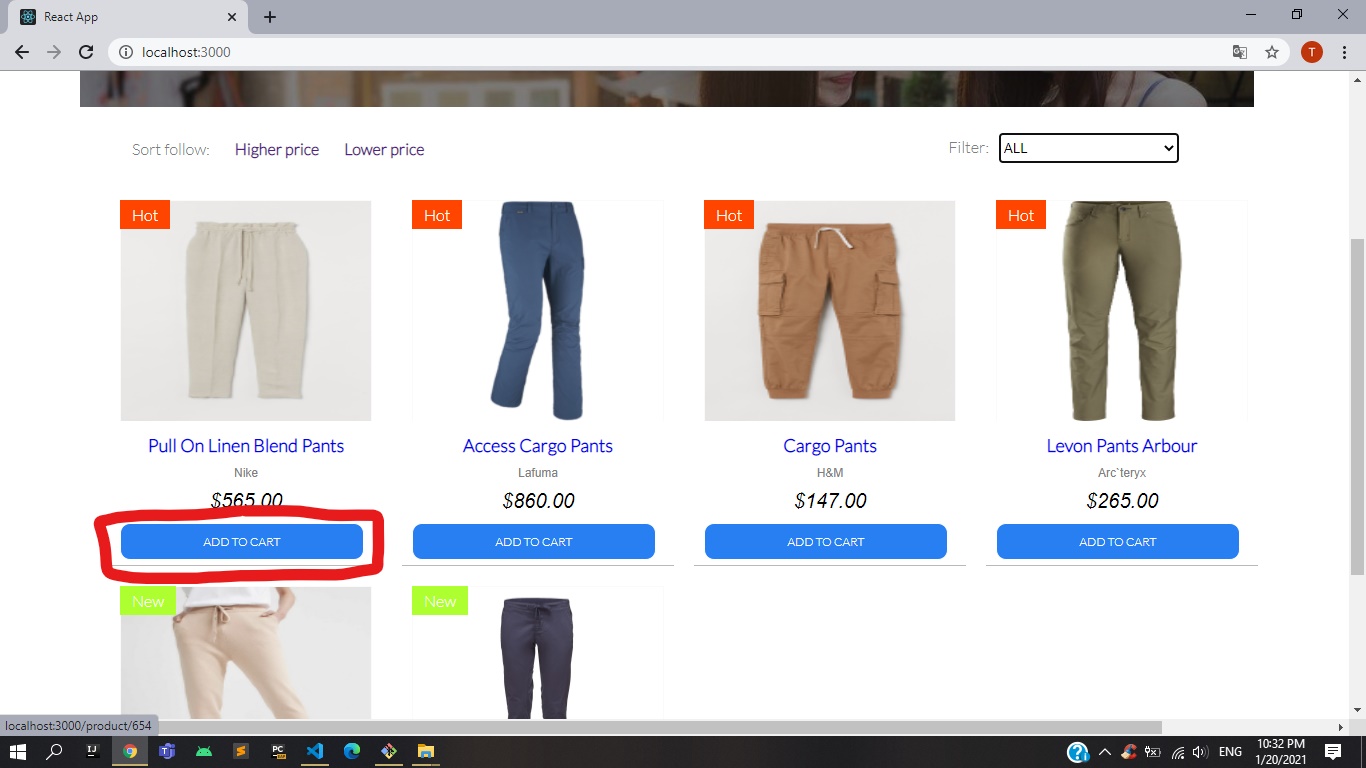 React App
localhost:3000
T
Sort follow: Higher price Lower price Filter: ALL
Hot Hot Hot Hot
Pull On Linen Blend Pants Access Cargo Pants Cargo Pants Levon Pants Arbour
Nike Lafuma H&M Arc`teryx
$565.00 $860.00 $147.00 $265.00
ADD TO CART ADD TO CART ADD TO CART ADD TO CART
New New
localhost:3000/product/654
IJ PC ENG 10:32 PM
1/20/2021